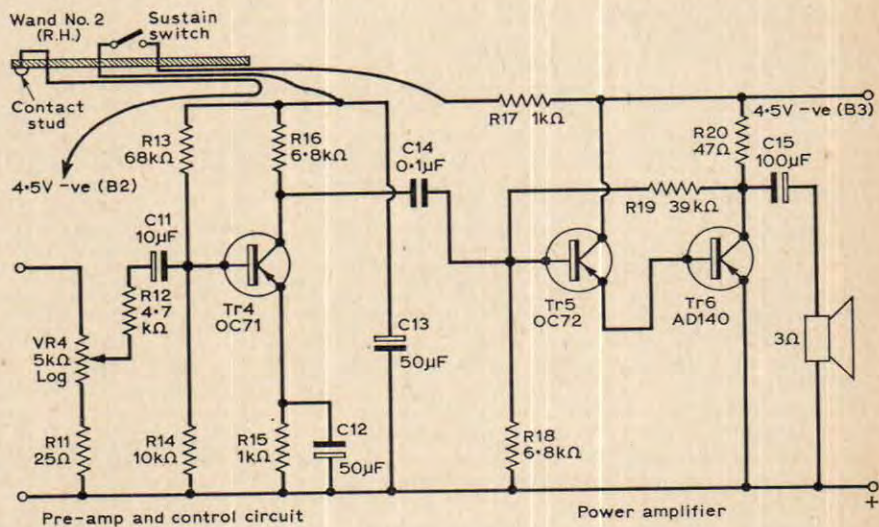 Wand No. 2
(R.H.)
Sustain
switch
Contact
stud
4·5V -ve (B2)
R13
68kΩ
R16
6·8kΩ
C14
0·1μF
R17 1kΩ
4·5V -ve (B3)
R20
47Ω
C15
100μF
R19 39kΩ
C11
10μF
R12
4·7
kΩ
Tr4
OC71
VR4
5kΩ
Log
C13
50μF
Tr5
OC72
Tr6
AD140
3Ω
R11
25Ω
R14
10kΩ
R15
1kΩ
C12
50μF
R18
6·8kΩ
+
Pre-amp and control circuit
Power amplifier